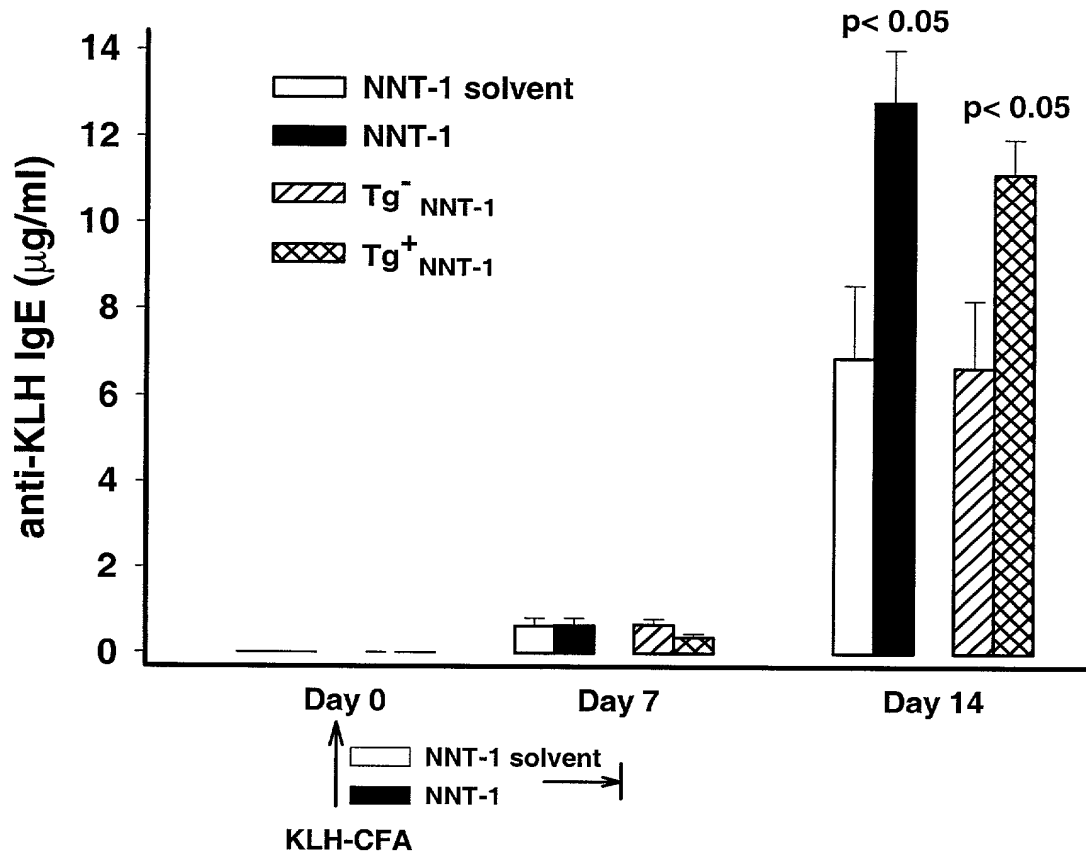 p< 0.05
p< 0.05
14
12
10
8
6
4
2
0
anti-KLH IgE (µg/ml)
NNT-1 solvent
NNT-1
Tg⁻ NNT-1
Tg⁺ NNT-1
Day 0
Day 7
Day 14
NNT-1 solvent
NNT-1
KLH-CFA